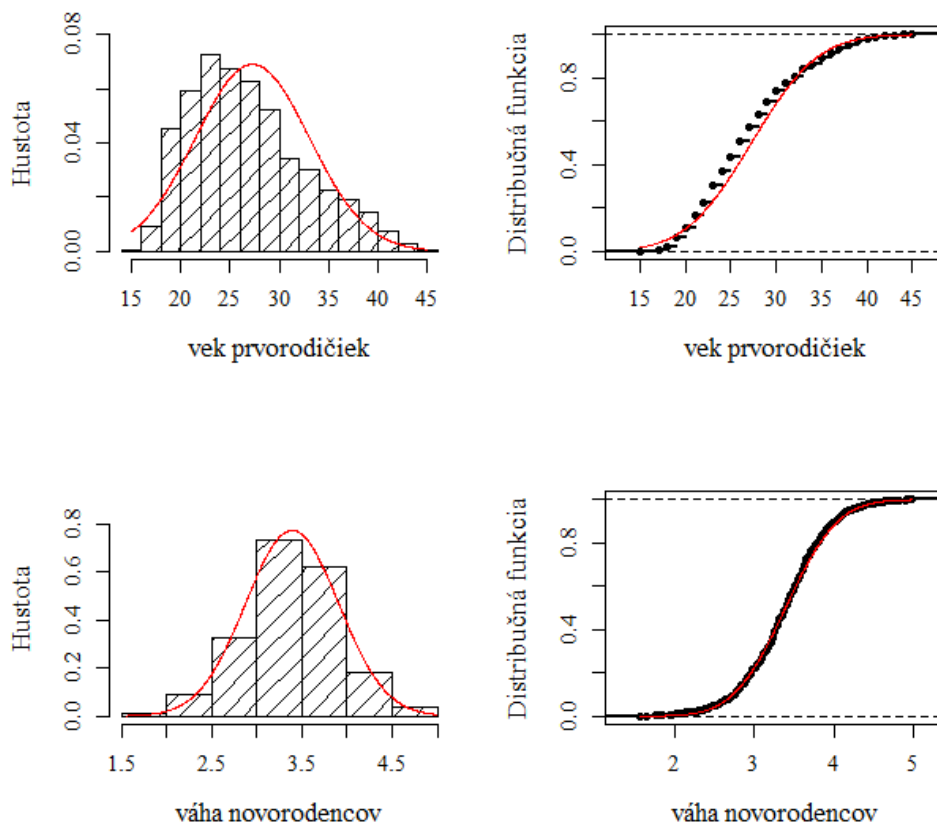 Hustota
0.00 0.04 0.08
15 20 25 30 35 40 45
vek prvorodičiek
Distribučná funkcia
0.0 0.4 0.8
15 20 25 30 35 40 45
vek prvorodičiek
Hustota
0.0 0.2 0.4 0.6 0.8
1.5 2.5 3.5 4.5
váha novorodencov
Distribučná funkcia
0.0 0.4 0.8
2 3 4 5
váha novorodencov